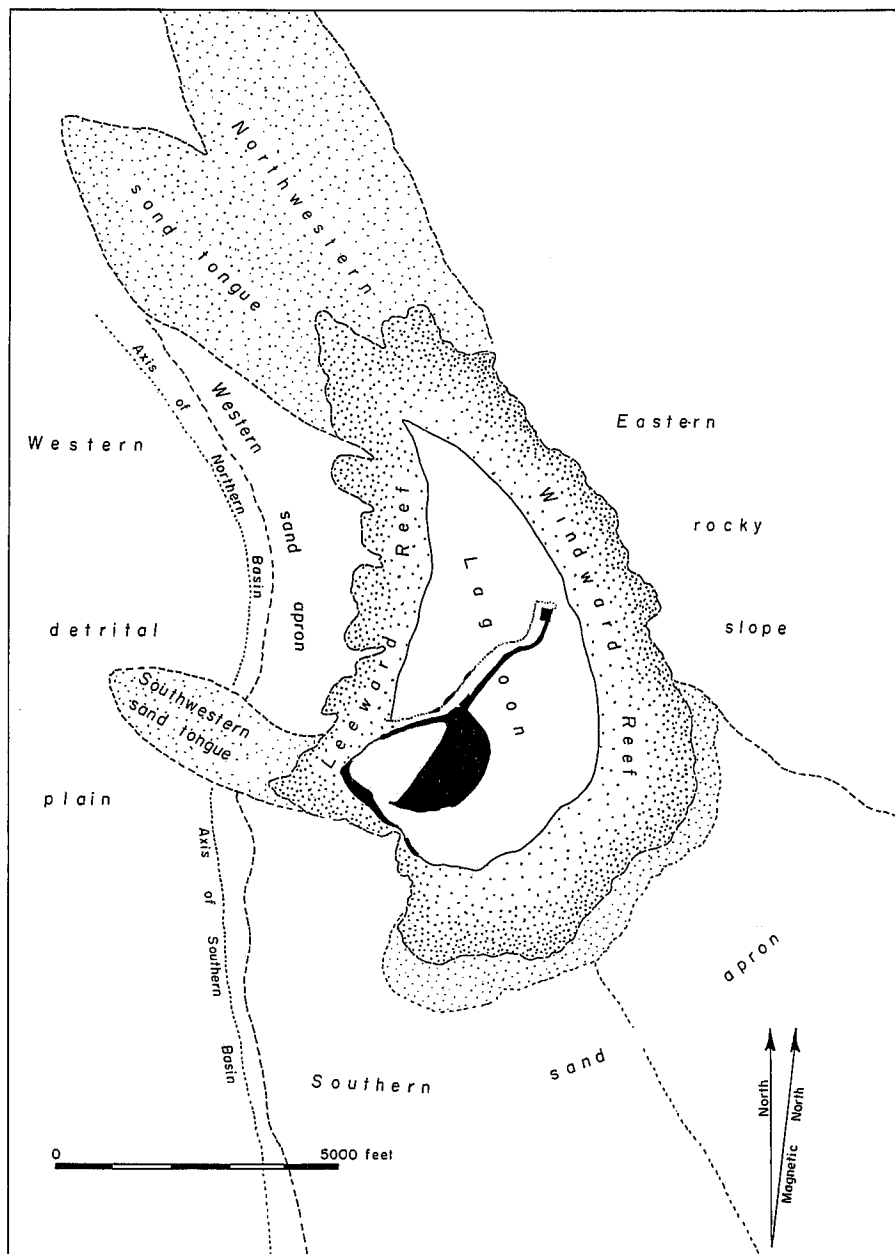 Northwestern
sand tongue
Axis of Northern Basin
Western sand apron
Western
detrital
plain
Eastern
rocky
slope
Leeward Reef
Windward Reef
Lagoon
Southwestern
sand tongue
Axis of Southern Basin
Southern sand apron
North
Magnetic North
0 5000 feet